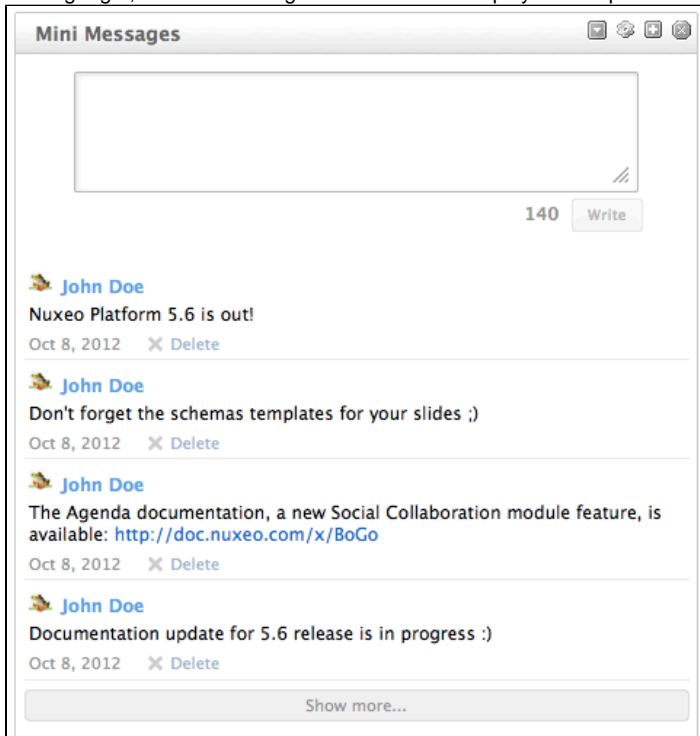 Mini Messages
140 Write
John Doe
Nuxeo Platform 5.6 is out!
Oct 8, 2012 Delete
John Doe
Don't forget the schemas templates for your slides ;)
Oct 8, 2012 Delete
John Doe
The Agenda documentation, a new Social Collaboration module feature, is
available: http://doc.nuxeo.com/x/BoGo
Oct 8, 2012 Delete
John Doe
Documentation update for 5.6 release is in progress :)
Oct 8, 2012 Delete
Show more...